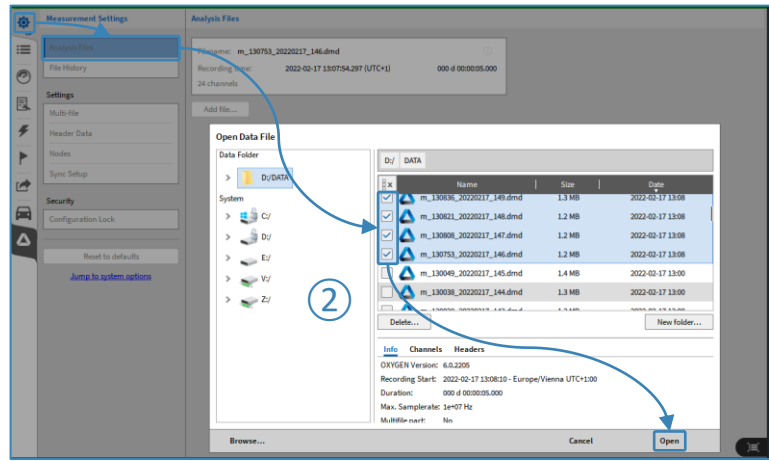 Measurement Settings
Analysis Files
File History
Settings
Multi-file
Header Data
Nodes
Sync Setup
Security
Configuration Lock
Reset to defaults
Jump to system options
Analysis Files
Filename: m_130753_20220217_146.dmd
Recording time: 2022-02-17 13:07:54.297 (UTC+1) 000 d 00:00:05.000
24 channels
Add file...
Open Data File
Data Folder
D:/DATA
System
C:/
D:/
E:/
V:/
Z:/
2
D:/ DATA
x Name Size Date
m_130836_20220217_149.dmd 1.3 MB 2022-02-17 13:08
m_130821_20220217_148.dmd 1.2 MB 2022-02-17 13:08
m_130808_20220217_147.dmd 1.2 MB 2022-02-17 13:08
m_130753_20220217_146.dmd 1.2 MB 2022-02-17 13:08
m_130049_20220217_145.dmd 1.4 MB 2022-02-17 13:00
m_130038_20220217_144.dmd 1.3 MB 2022-02-17 13:00
Delete... New folder...
Info Channels Headers
OXYGEN Version: 6.0.2205
Recording Start: 2022-02-17 13:08:10 - Europe/Vienna UTC+1:00
Duration: 000 d 00:00:05.000
Max. Samplerate: 1e+07 Hz
Multifile part: No
Browse... Cancel Open